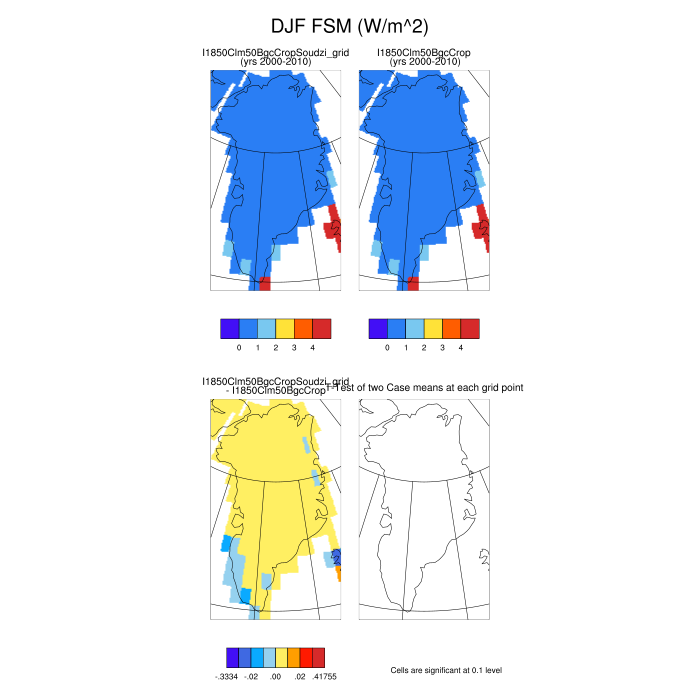 DJF FSM (W/m^2)
I1850Clm50BgcCropSoudzi_grid
(yrs 2000-2010)
I1850Clm50BgcCrop
(yrs 2000-2010)
0 1 2 3 4
0 1 2 3 4
I1850Clm50BgcCropSoudzi_grid
- I1850Clm50BgcCrop
T-Test of two Case means at each grid point
-.3334 -.02 .00 .02 .41755
Cells are significant at 0.1 level